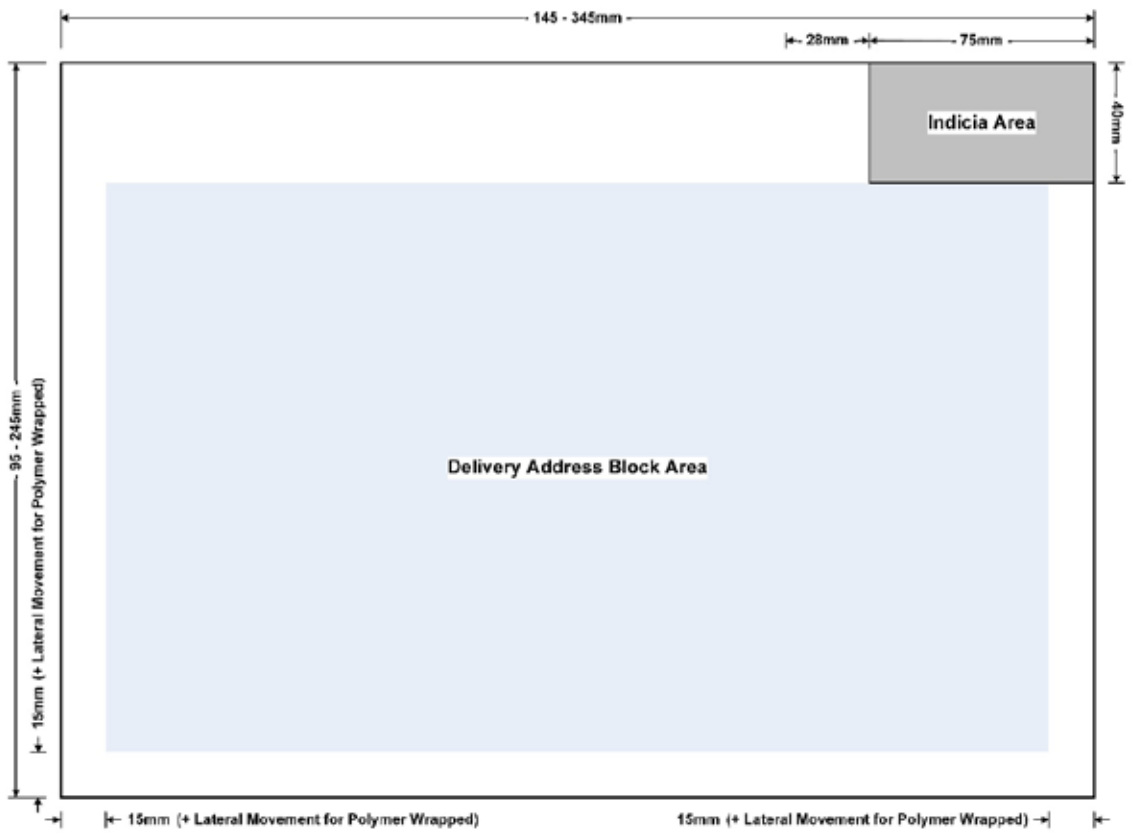 145 - 345mm
28mm
75mm
Indicia Area
40mm
95 - 245mm
15mm (+ Lateral Movement for Polymer Wrapped)
Delivery Address Block Area
15mm (+ Lateral Movement for Polymer Wrapped)
15mm (+ Lateral Movement for Polymer Wrapped)